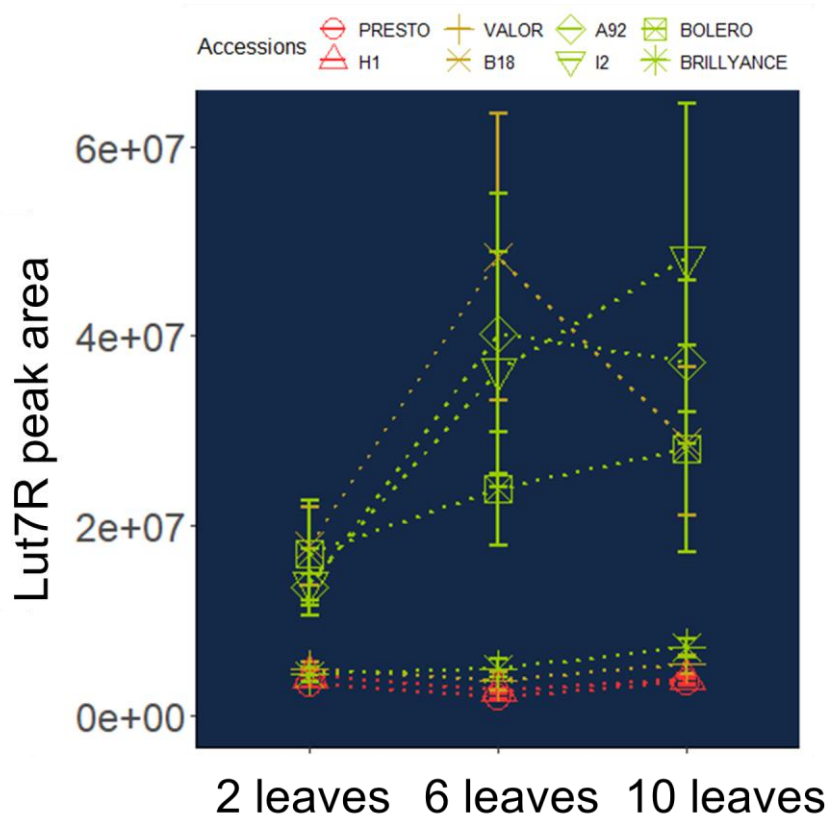 Accessions PRESTO VALOR A92 BOLERO
H1 B18 I2 BRILLYANCE
6e+07
4e+07
2e+07
0e+00
Lut7R peak area
2 leaves 6 leaves 10 leaves